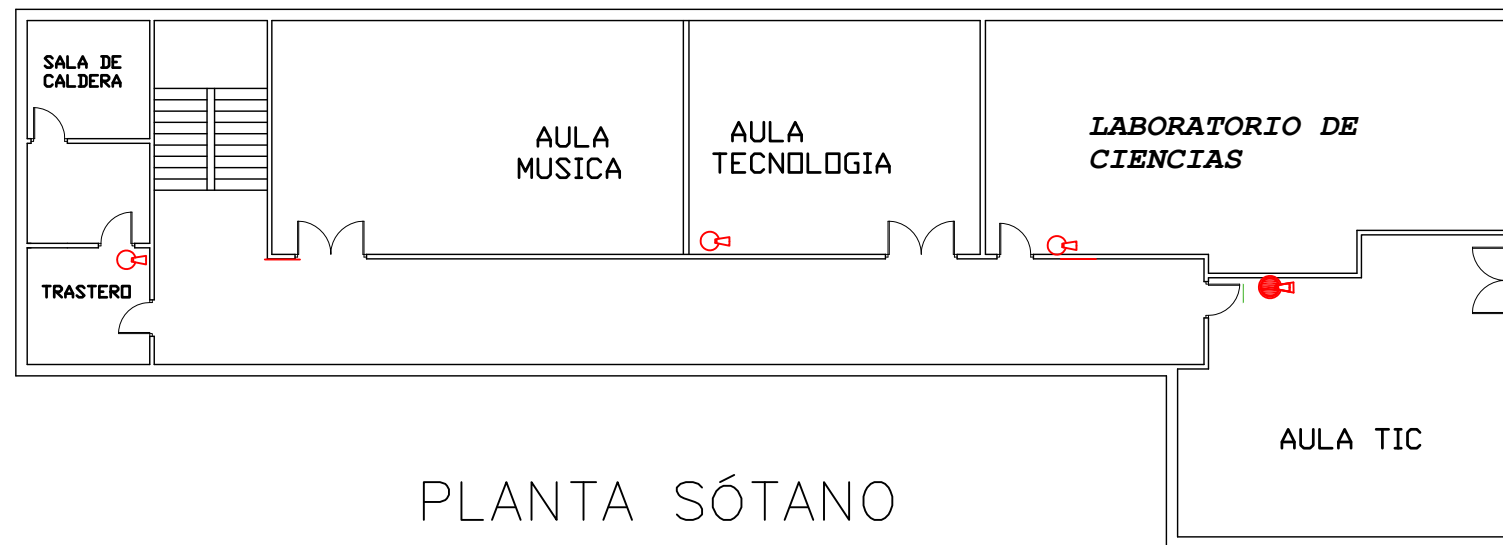 SALA DE
CALDERA
AULA
MUSICA
AULA
TECNOLOGIA
LABORATORIO DE
CIENCIAS
TRASTERO
AULA TIC
PLANTA SÓTANO